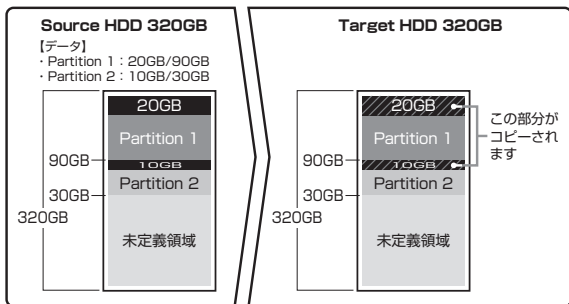 Source HDD 320GB
【データ】
・Partition 1：20GB/90GB
・Partition 2：10GB/30GB
20GB
Partition 1
90GB
10GB
Partition 2
30GB
320GB
未定義領域
Target HDD 320GB
20GB
Partition 1
90GB
10GB
Partition 2
30GB
320GB
未定義領域
この部分が
コピーされ
ます